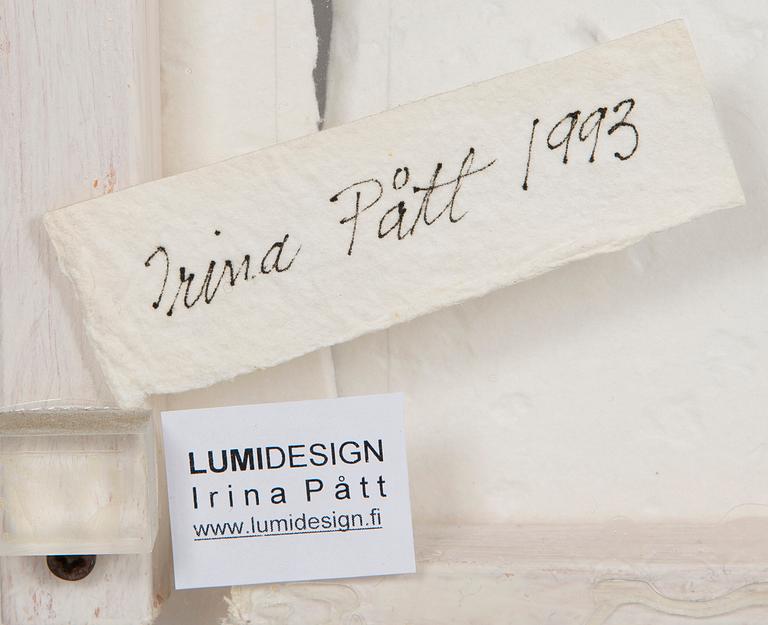 Irina Pått 1993
LUMIDESIGN
Irina Pått
www.lumidesign.fi